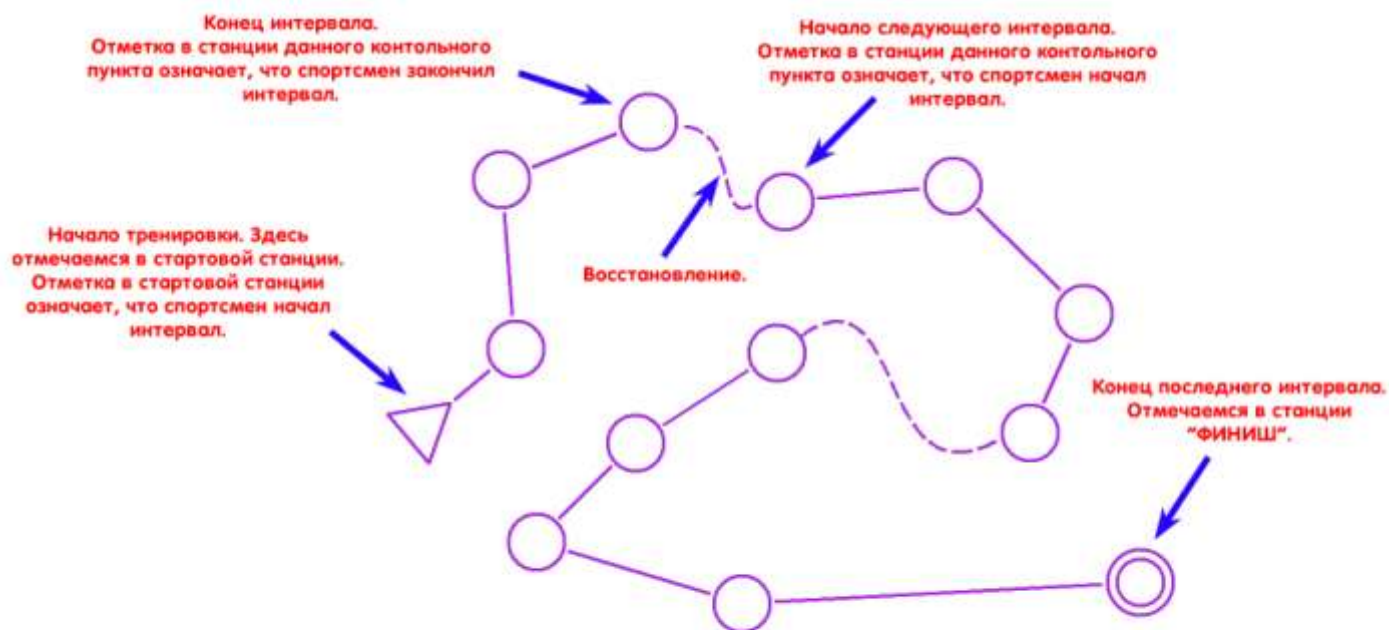 Конец интервала.
Отметка в станции данного контольного
пункта означает, что спортсмен закончил
интервал.
Начало следующего интервала.
Отметка в станции данного контольного
пункта означает, что спортсмен начал
интервал.
Начало тренировки. Здесь
отмечаемся в стартовой станции.
Отметка в стартовой станции
означает, что спортсмен начал
интервал.
Восстановление.
Конец последнего интервала.
Отмечаемся в станции
"ФИНИШ".